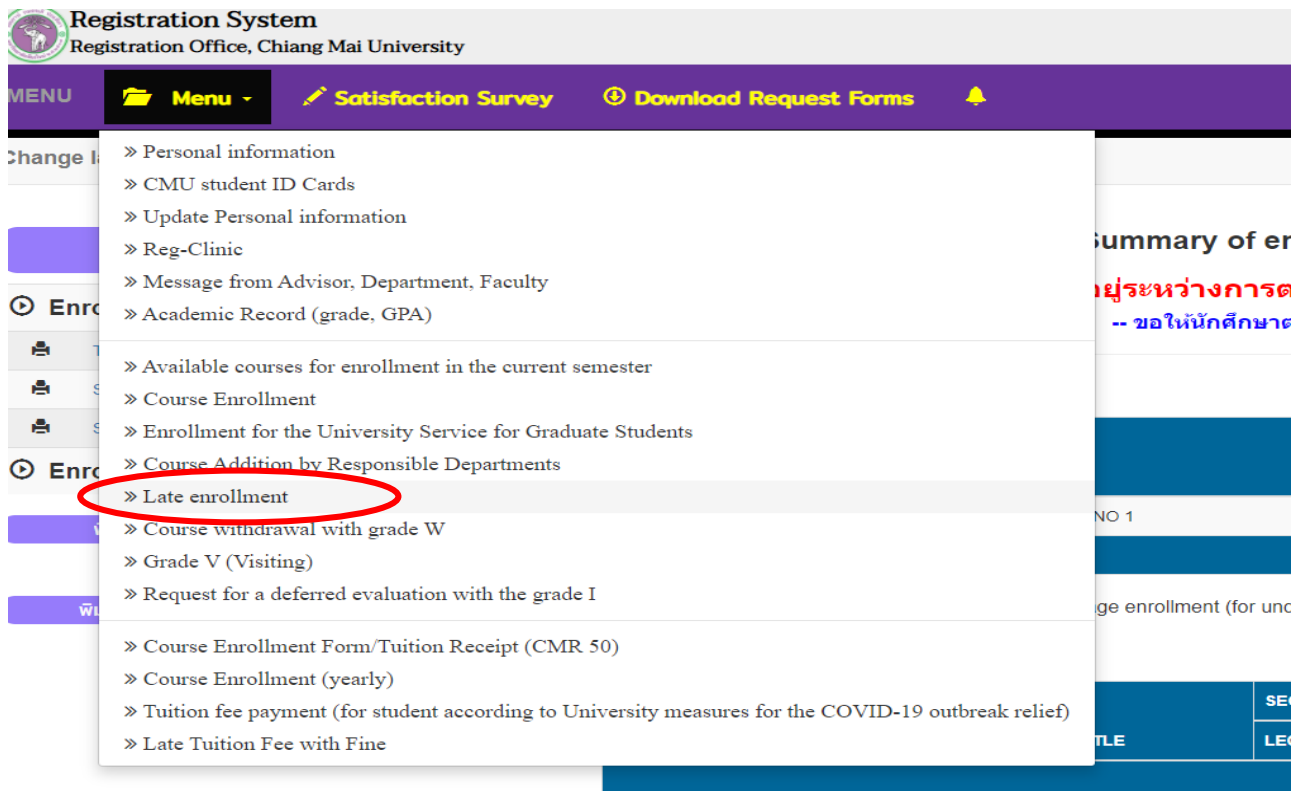 Registration System
Registration Office, Chiang Mai University
MENU
Menu
Satisfaction Survey
Download Request Forms
Change
» Personal information
» CMU student ID Cards
» Update Personal information
» Reg-Clinic
» Message from Advisor, Department, Faculty
» Academic Record (grade, GPA)
» Available courses for enrollment in the current semester
» Course Enrollment
» Enrollment for the University Service for Graduate Students
» Course Addition by Responsible Departments
» Late enrollment
» Course withdrawal with grade W
» Grade V (Visiting)
» Request for a deferred evaluation with the grade I
» Course Enrollment Form/Tuition Receipt (CMR 50)
» Course Enrollment (yearly)
» Tuition fee payment (for student according to University measures for the COVID-19 outbreak relief)
» Late Tuition Fee with Fine
ummary of er
ยู่ระหว่างการต
-- ขอให้นักศึกษาต
Enro
Enro
NO 1
ge enrollment (for und
พิ
SE
TLE
LE